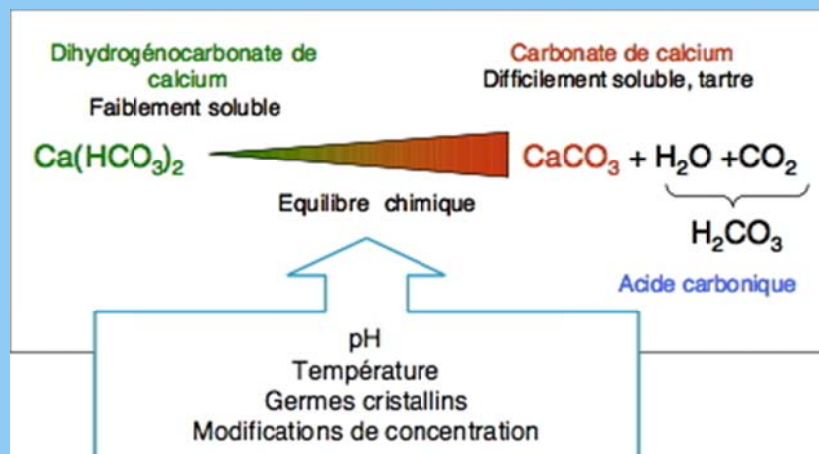 Dihydrogénocarbonate de
calcium
Faiblement soluble
Carbonate de calcium
Difficilement soluble, tartre
Ca(HCO₃)₂
CaCO₃ + H₂O +CO₂
Equilibre chimique
H₂CO₃
Acide carbonique
pH
Température
Germes cristallins
Modifications de concentration